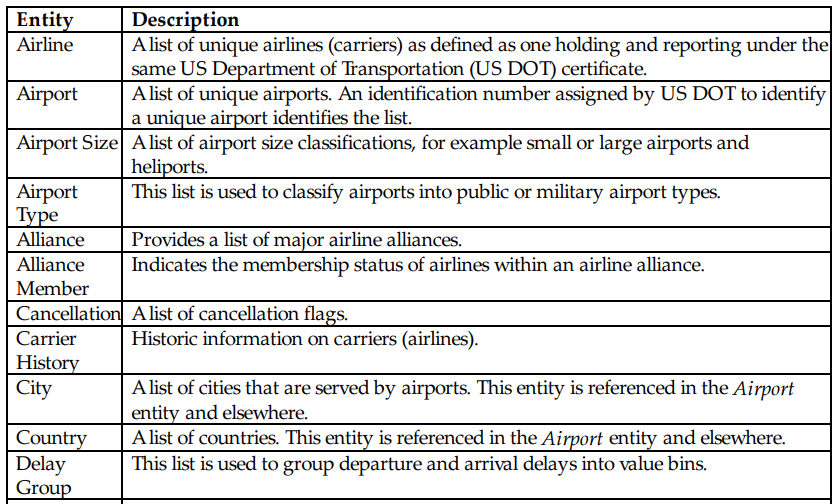 Entity Description
Airline A list of unique airlines (carriers) as defined as one holding and reporting under the
same US Department of Transportation (US DOT) certificate.
Airport A list of unique airports. An identification number assigned by US DOT to identify
a unique airport identifies the list.
Airport Size A list of airport size classifications, for example small or large airports and
heliports.
Airport This list is used to classify airports into public or military airport types.
Type
Alliance Provides a list of major airline alliances.
Alliance Indicates the membership status of airlines within an airline alliance.
Member
Cancellation A list of cancellation flags.
Carrier Historic information on carriers (airlines).
History
City A list of cities that are served by airports. This entity is referenced in the Airport
entity and elsewhere.
Country A list of countries. This entity is referenced in the Airport entity and elsewhere.
Delay This list is used to group departure and arrival delays into value bins.
Group